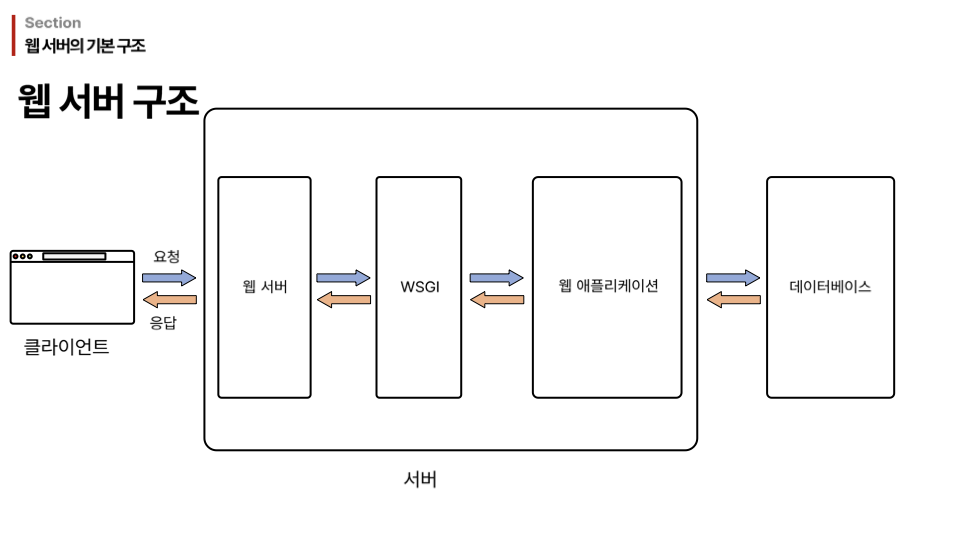 Section
웹 서버의 기본 구조
웹 서버 구조
요청
응답
클라이언트
웹 서버
WSGI
웹 애플리케이션
데이터베이스
서버